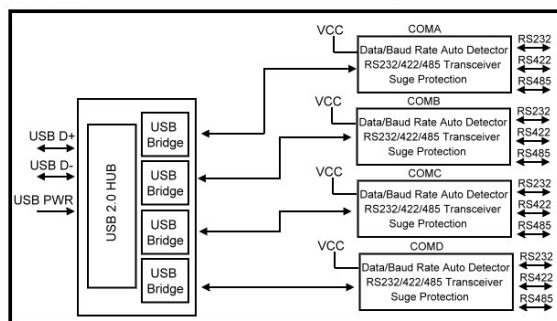 COMA
VCC
Data/Baud Rate Auto Detector
RS232/422/485 Transceiver
Suge Protection
RS232
RS422
RS485
COMB
VCC
Data/Baud Rate Auto Detector
RS232/422/485 Transceiver
Suge Protection
RS232
RS422
RS485
COMC
VCC
Data/Baud Rate Auto Detector
RS232/422/485 Transceiver
Suge Protection
RS232
RS422
RS485
COMD
VCC
Data/Baud Rate Auto Detector
RS232/422/485 Transceiver
Suge Protection
RS232
RS422
RS485
USB D+
USB D-
USB PWR
USB 2.0 HUB
USB
Bridge
USB
Bridge
USB
Bridge
USB
Bridge